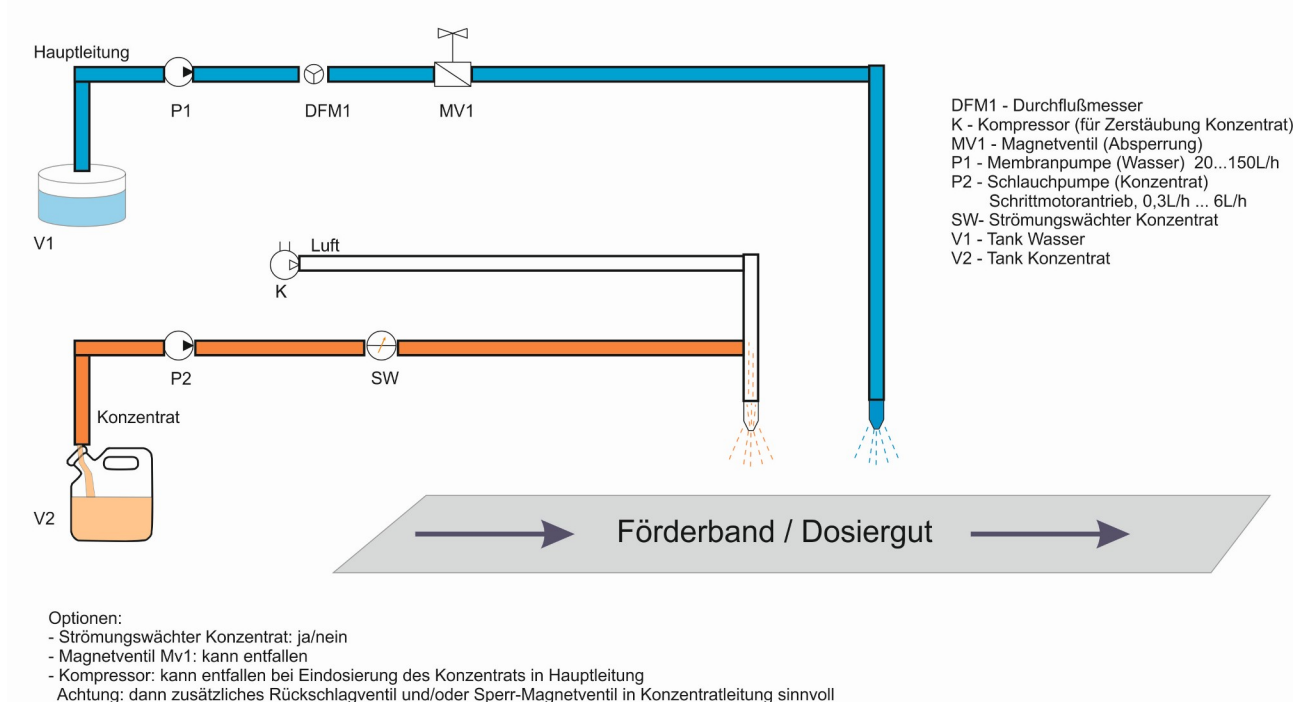 Hauptleitung
P1
DFM1
MV1
V1
Luft
K
P2
SW
Konzentrat
V2
DFM1 - Durchflußmesser
K - Kompressor (für Zerstäubung Konzentrat)
MV1 - Magnetventil (Absperrung)
P1 - Membranpumpe (Wasser) 20...150L/h
P2 - Schlauchpumpe (Konzentrat)
Schrittmotorantrieb, 0,3L/h ... 6L/h
SW- Strömungswächter Konzentrat
V1 - Tank Wasser
V2 - Tank Konzentrat
Förderband / Dosiergut
Optionen:
- Strömungswächter Konzentrat: ja/nein
- Magnetventil Mv1: kann entfallen
- Kompressor: kann entfallen bei Eindosierung des Konzentrats in Hauptleitung
Achtung: dann zusätzliches Rückschlagventil und/oder Sperr-Magnetventil in Konzentratleitung sinnvoll